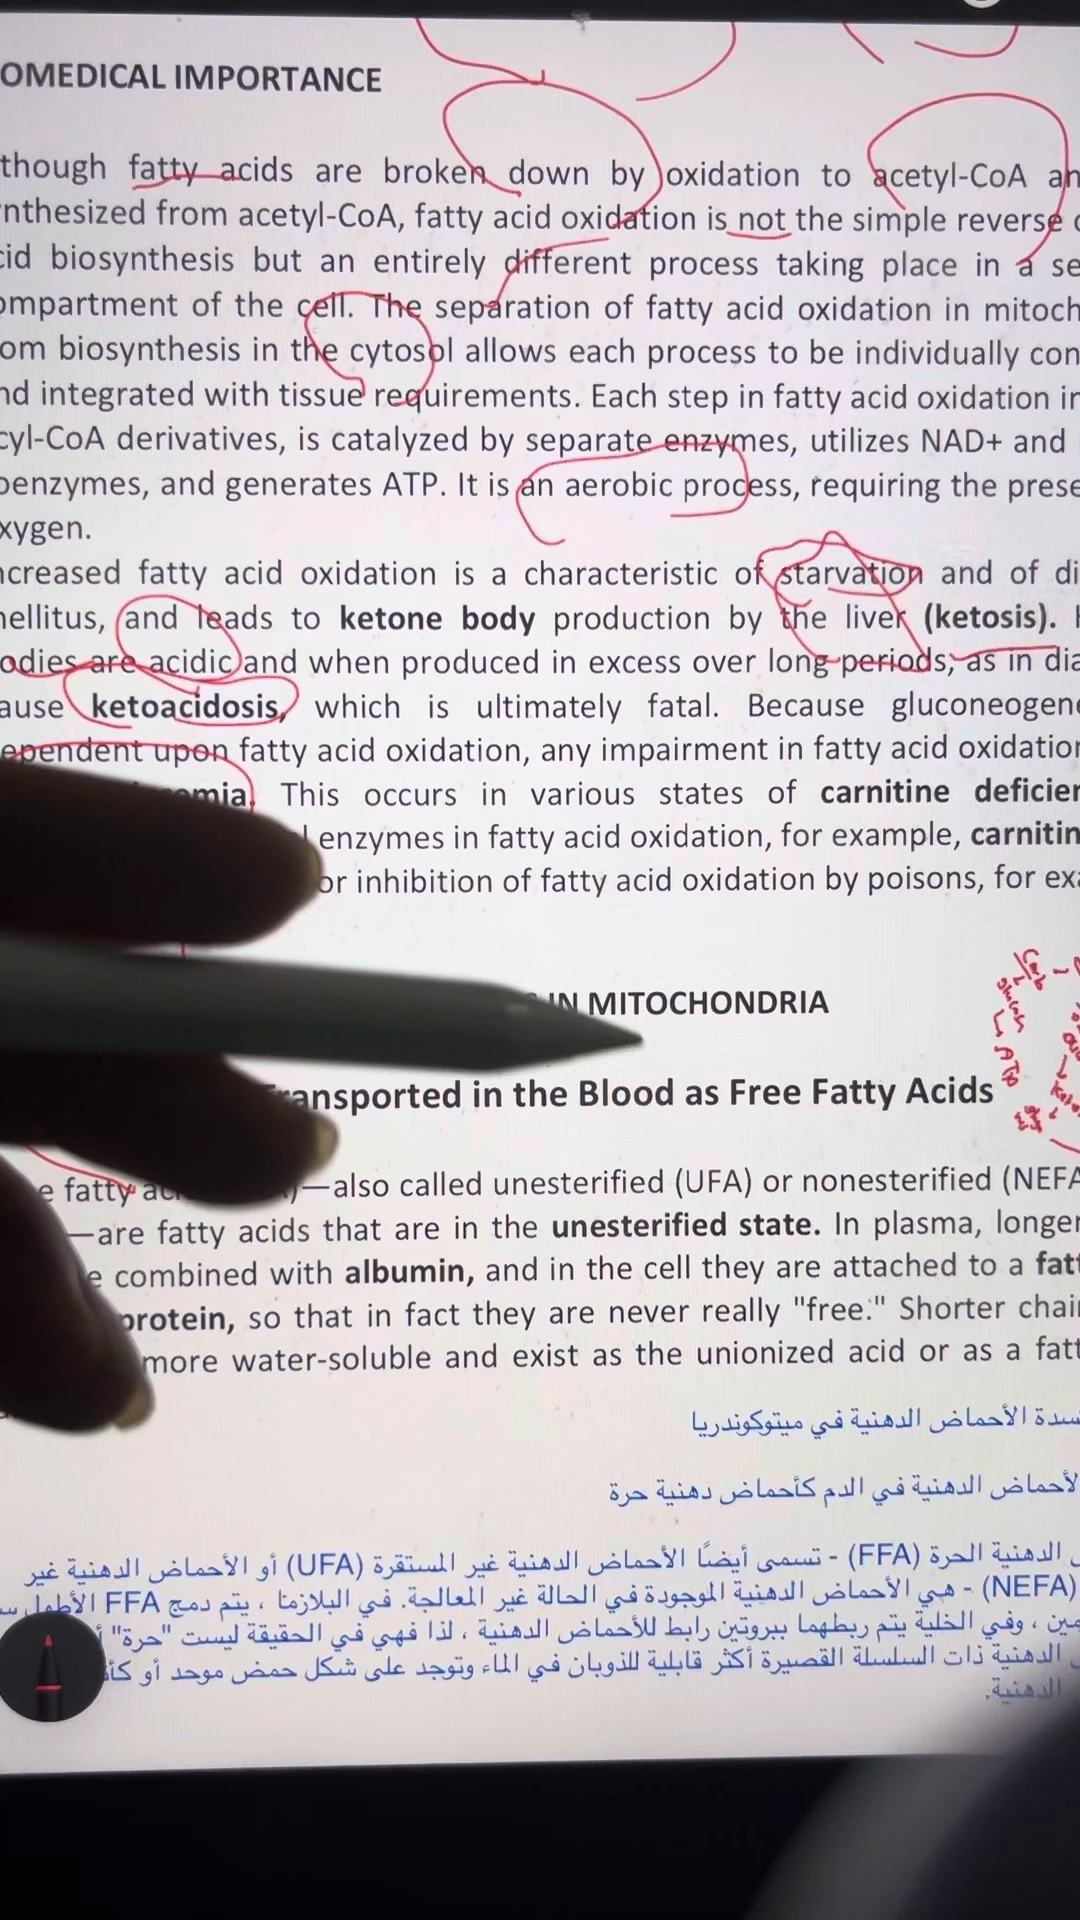 OMEDICAL IMPORTANCE
though fatty acids are broken down by oxidation to acetyl-CoA an
nthesized from acetyl-CoA, fatty acid oxidation is not the simple reverse
cid biosynthesis but an entirely different process taking place in a se
ompartment of the cell. The separation of fatty acid oxidation in mitoch
om biosynthesis in the cytosol allows each process to be individually con
nd integrated with tissue requirements. Each step in fatty acid oxidation in
cyl-CoA derivatives, is catalyzed by separate enzymes, utilizes NAD+ and
oenzymes, and generates ATP. It is an aerobic process, requiring the prese
xygen.
ncreased fatty acid oxidation is a characteristic of starvation and of di
nellitus, and leads to ketone body production by the liver (ketosis).
odies are acidic and when produced in excess over long periods, as in dia
ause ketoacidosis, which is ultimately fatal. Because gluconeogene
ependent upon fatty acid oxidation, any impairment in fatty acid oxidation
emia. This occurs in various states of carnitine deficien
enzymes in fatty acid oxidation, for example, carnitin
or inhibition of fatty acid oxidation by poisons, for exa
IN MITOCHONDRIA
ransported in the Blood as Free Fatty Acids
ATP
e fatty ac —also called unesterified (UFA) or nonesterified (NEFA
—are fatty acids that are in the unesterified state. In plasma, longer
e combined with albumin, and in the cell they are attached to a fatt
protein, so that in fact they are never really "free." Shorter chain
more water-soluble and exist as the unionized acid or as a fatt
سدة الأحماض الدهنية في ميتوكوندريا
لأحماض الدهنية في الدم كأحماض دهنية حرة
الدهنية الحرة (FFA) - تسمى أيضًا الأحماض الدهنية غير المستقرة (UFA) أو الأحماض الدهنية غير
(NEFA) - هي الأحماض الدهنية الموجودة في الحالة غير المعالجة. في البلازما ، يتم دمج FFA الأطول
مين ، وفي الخلية يتم ربطهما ببروتين رابط للأحماض الدهنية ، لذا فهي في الحقيقة ليست "حرة"
الدهنية ذات السلسلة القصيرة أكثر قابلية للذوبان في الماء وتوجد على شكل حمض موحد أو كأ
الدهنية.